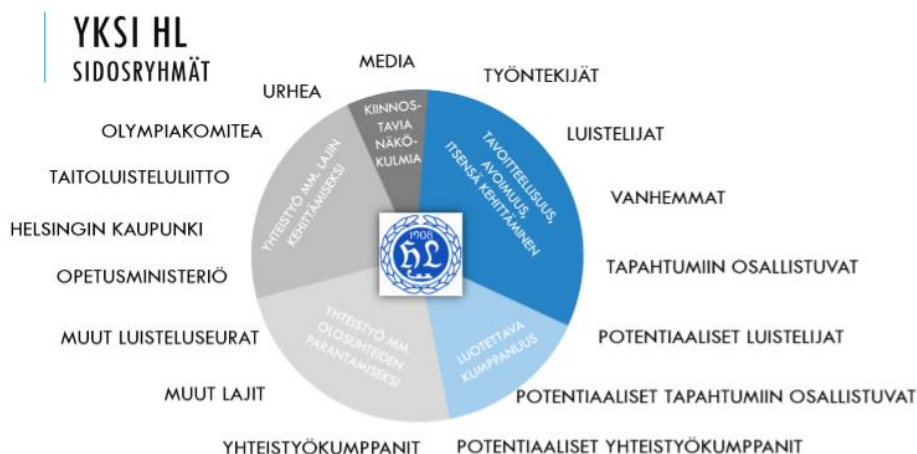 YKSI HL
SIDOSRYHMÄT
MEDIA
TYÖNTEKIJÄT
URHEA
OLYMPIAKOMITEA
LUISTELIJAT
TAITOLUISTELULIITTO
VANHEMMAT
HELSINGIN KAUPUNKI
OPETUSMINISTERIÖ
TAPAHTUMIIN OSALLISTUVAT
MUUT LUISTELUSEURAT
POTENTIAALISET LUISTELIJAT
MUUT LAJIT
POTENTIAALISET TAPAHTUMIIN OSALLISTUVAT
YHTEISTYÖKUMPPANIT
POTENTIAALISET YHTEISTYÖKUMPPANIT
KIINNOS-
TAVIA
NÄKÖ-
KULMIA
TAVOITTEELLISUUS,
AVOIMUUS,
ITSENSÄ KEHITTÄMINEN
YHTEISTYÖ MM. LAJIN
KEHITTÄMISEKSI
1908
HL
YHTEISTYÖ MM.
OLOSUHTEIDEN
PARANTAMISEKSI
LUOTETTAVA
KUMPPANUUS